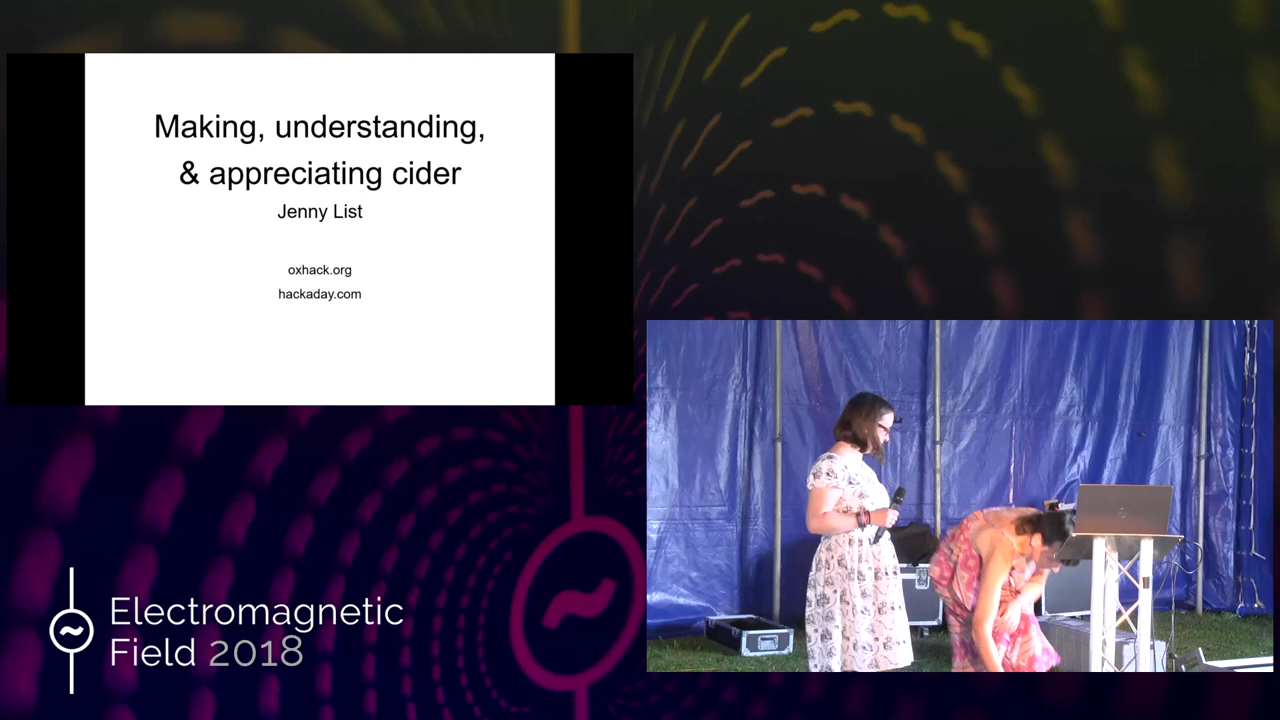 Making, understanding,
& appreciating cider
Jenny List
oxhack.org
hackaday.com
Electromagnetic
Field 2018